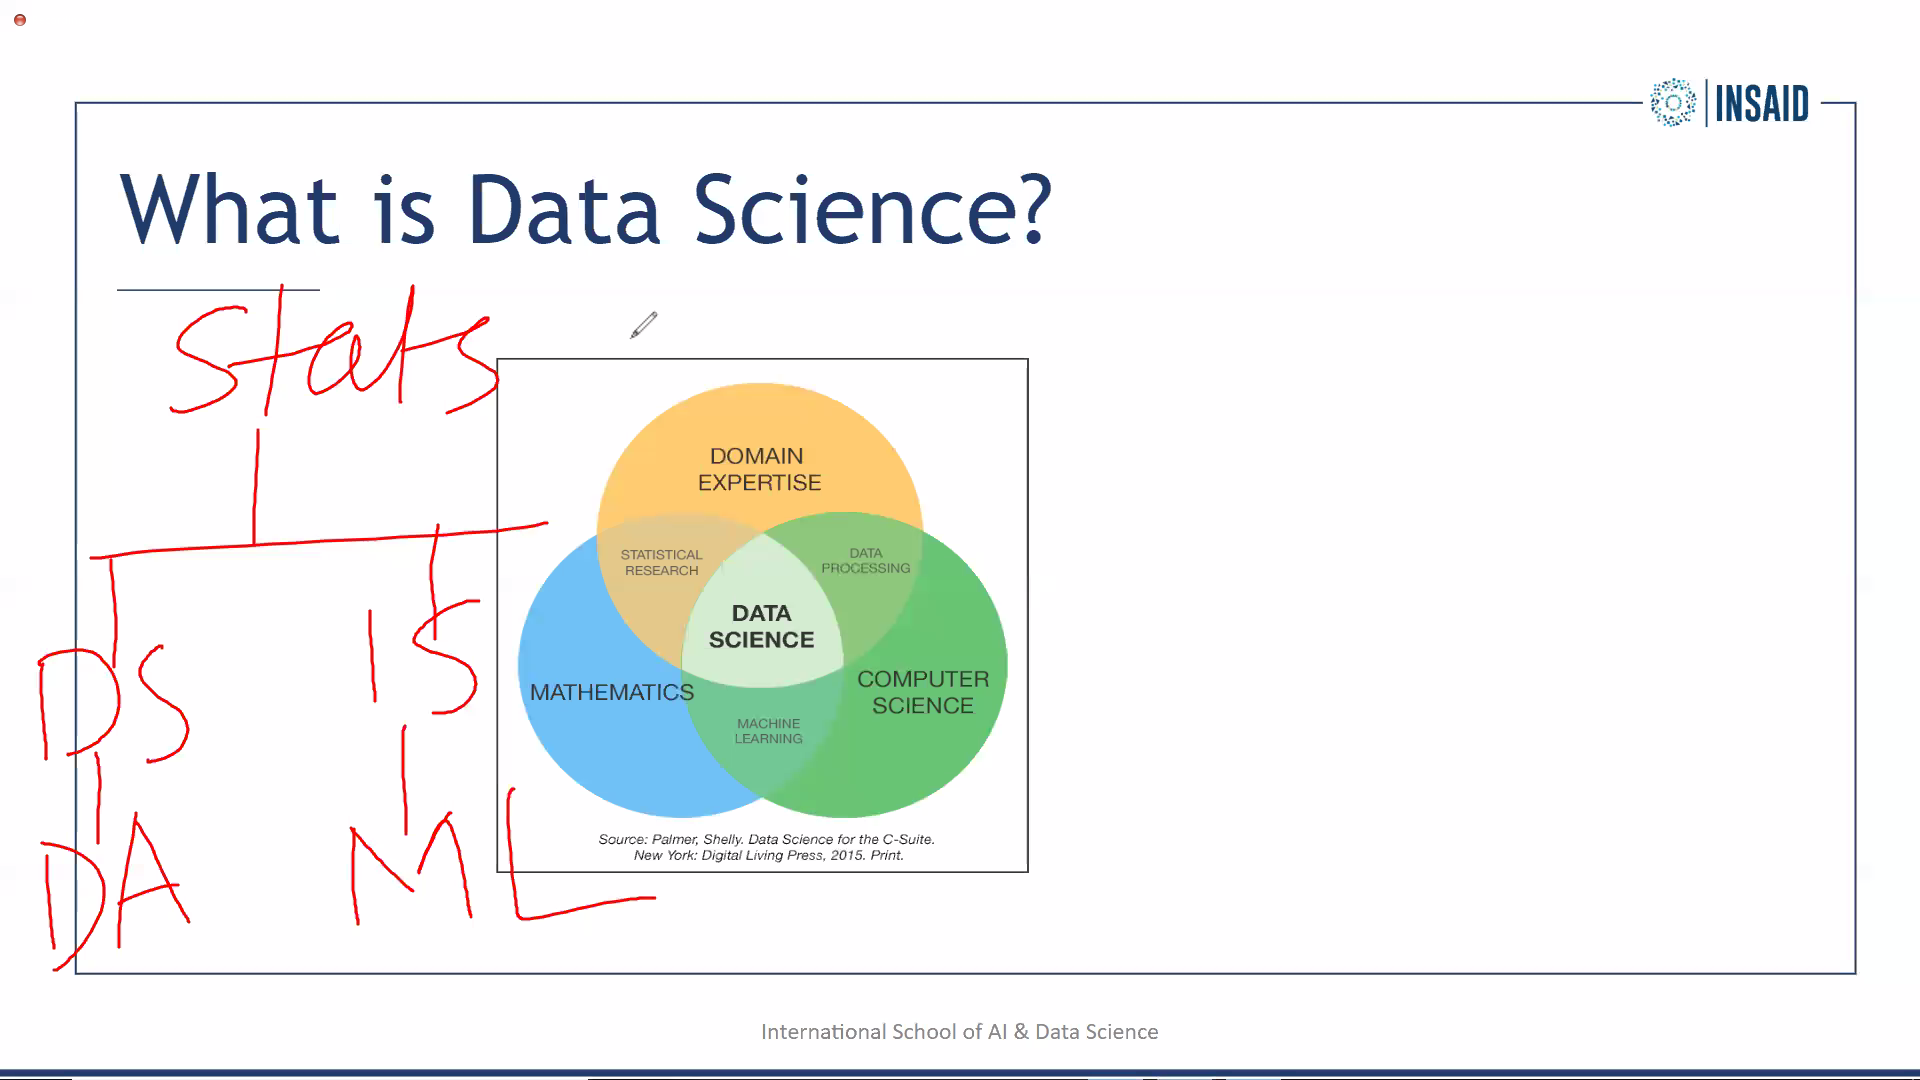 INSAID
What is Data Science?
Stats
DOMAIN
EXPERTISE
STATISTICAL
RESEARCH
DATA
PROCESSING
DATA
SCIENCE
MATHEMATICS
COMPUTER
SCIENCE
MACHINE
LEARNING
DS IS
DA ML
Source: Palmer, Shelly. Data Science for the C-Suite.
New York: Digital Living Press, 2015. Print.
International School of AI & Data Science